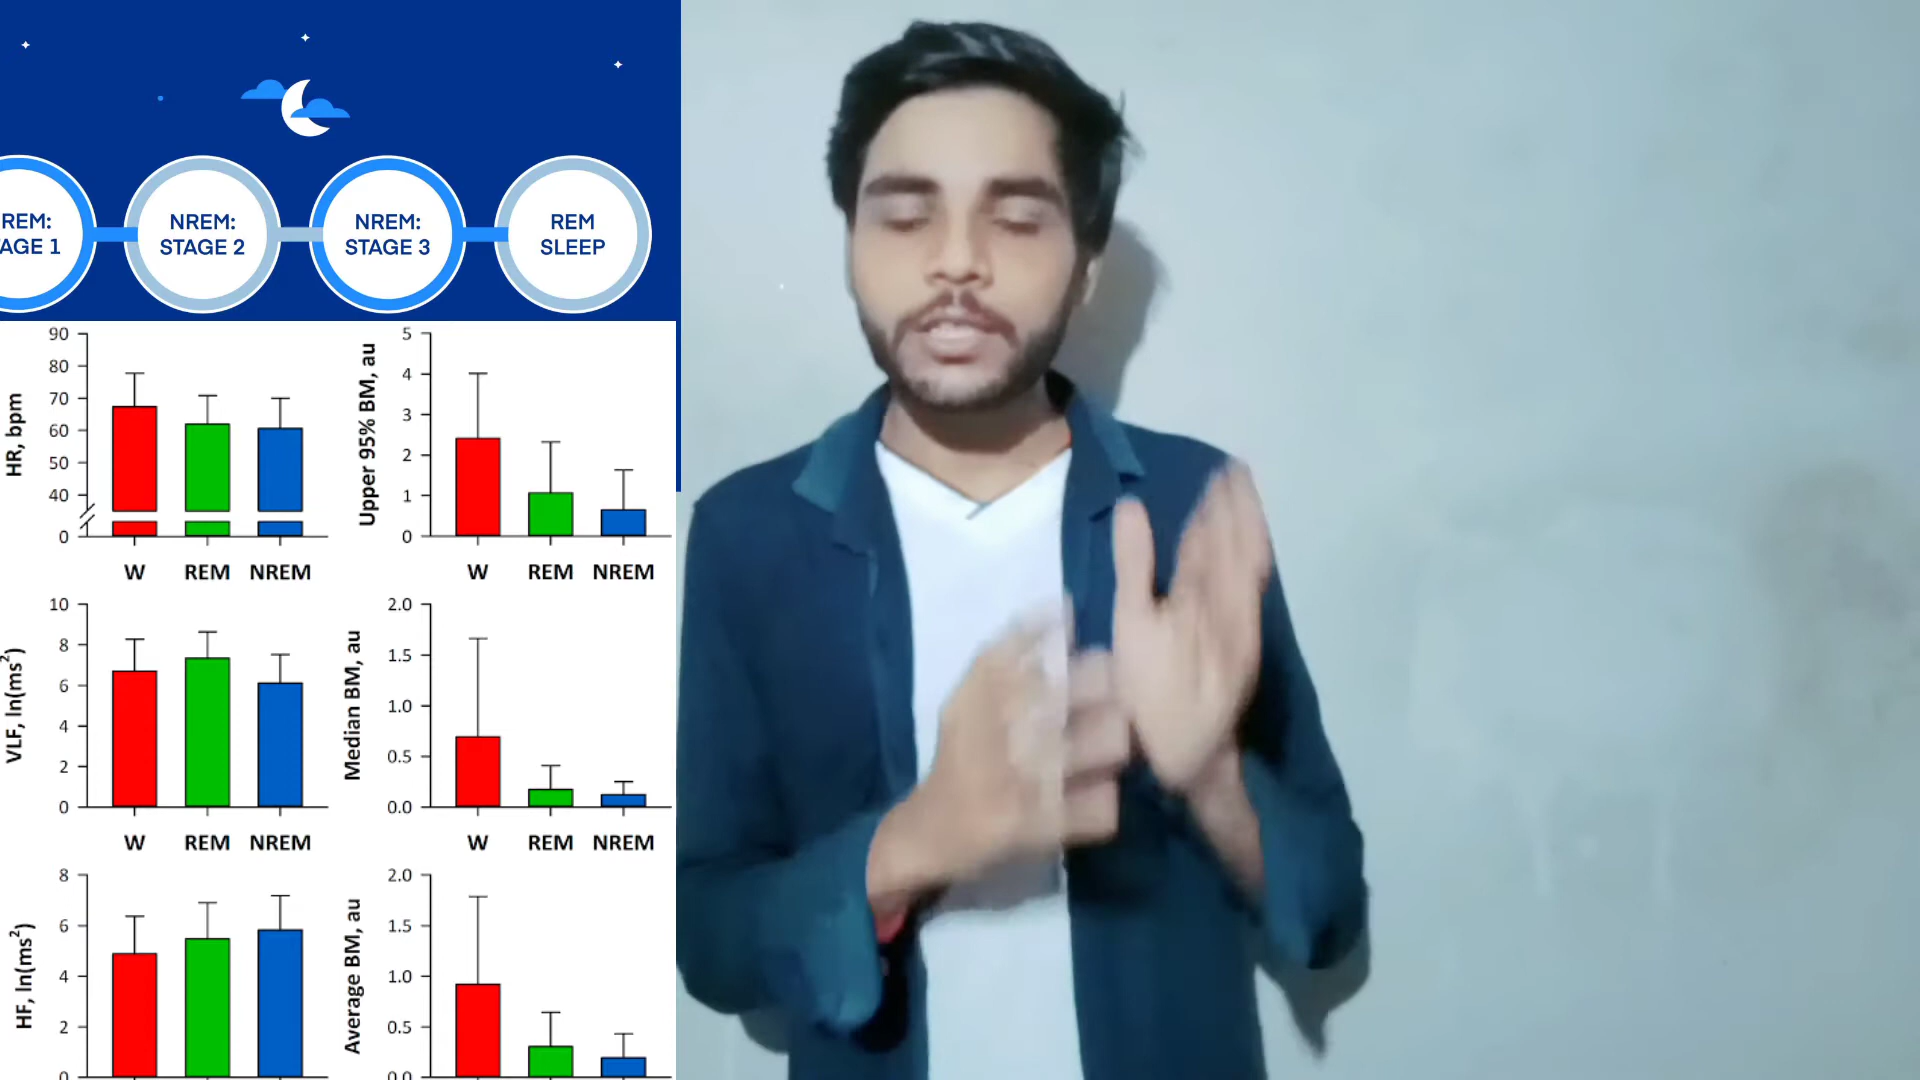 REM:
AGE 1
NREM:
STAGE 2
NREM:
STAGE 3
REM
SLEEP
HR, bpm
90
80
70
60
50
40
0
W REM NREM
Upper 95% BM, au
5
4
3
2
1
0
W REM NREM
VLF, ln(ms²)
10
8
6
4
2
0
W REM NREM
Median BM, au
2.0
1.5
1.0
0.5
0.0
W REM NREM
HF, ln(ms²)
8
6
4
2
0
Average BM, au
2.0
1.5
1.0
0.5
0.0